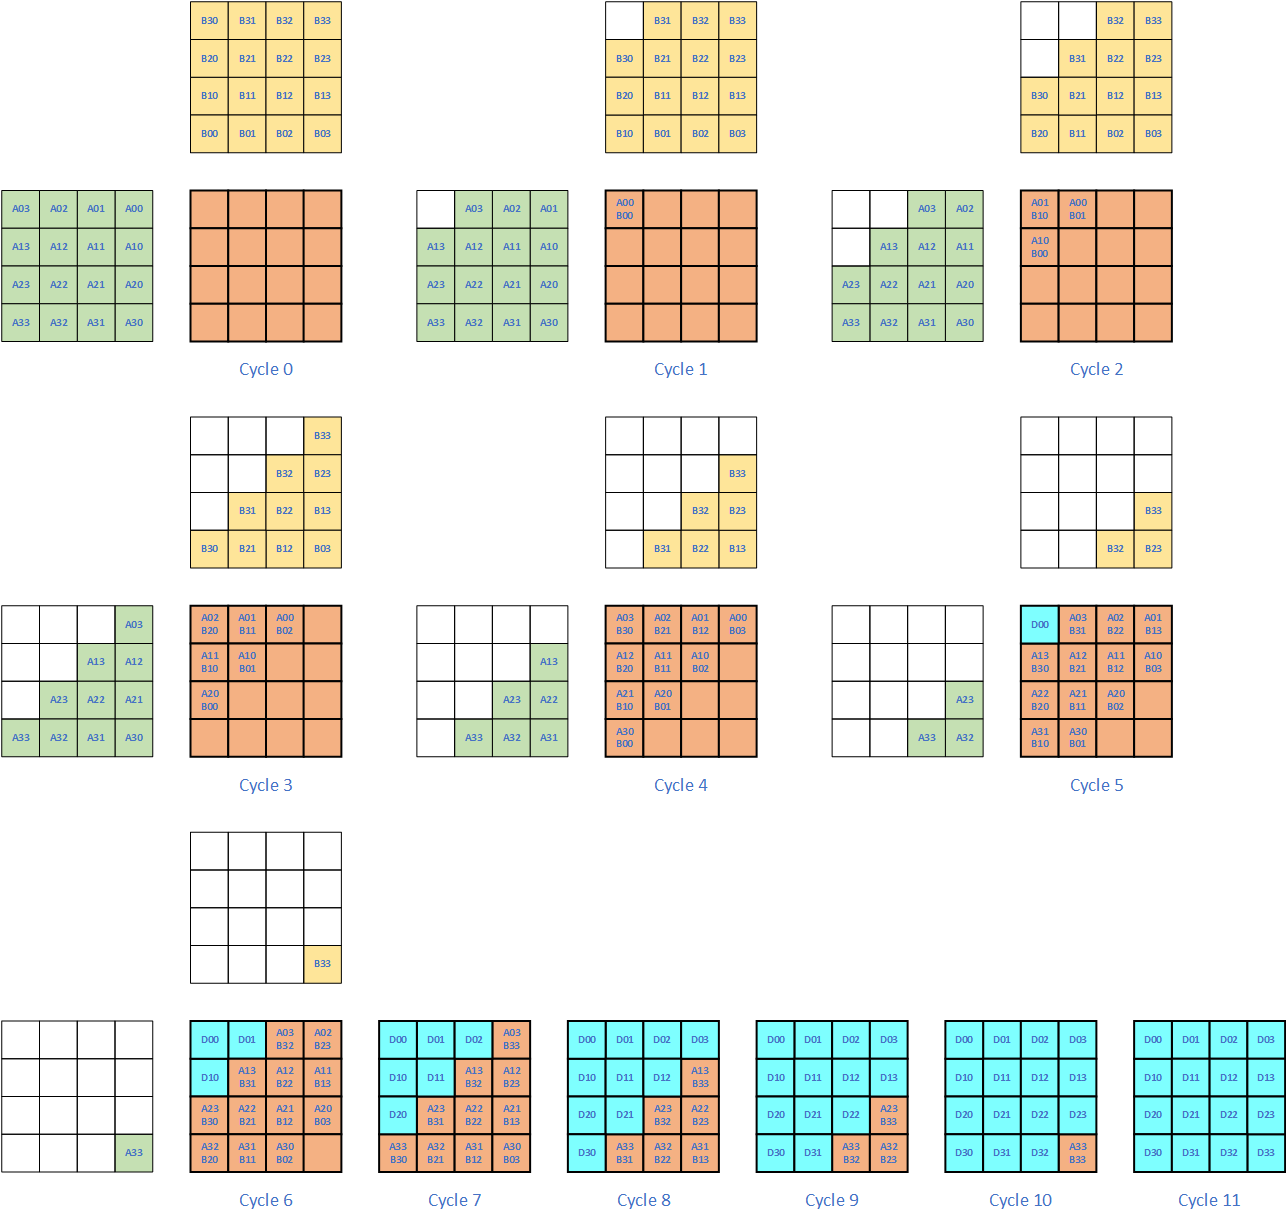 B30 B31 B32 B33
B20 B21 B22 B23
B10 B11 B12 B13
B00 B01 B02 B03
A03 A02 A01 A00
A13 A12 A11 A10
A23 A22 A21 A20
A33 A32 A31 A30
Cycle 0
B31 B32 B33
B30 B21 B22 B23
B20 B11 B12 B13
B10 B01 B02 B03
A03 A02 A01
A13 A12 A11 A10
A23 A22 A21 A20
A33 A32 A31 A30
A00
B00
Cycle 1
B32 B33
B31 B22 B23
B30 B21 B12 B13
B20 B11 B02 B03
A03 A02
A13 A12 A11
A23 A22 A21 A20
A33 A32 A31 A30
A01 A00
B10 B01
A10
B00
Cycle 2
B33
B32 B23
B31 B22 B13
B30 B21 B12 B03
A03
A13 A12
A23 A22 A21
A33 A32 A31 A30
A02 A01 A00
B20 B11 B02
A11 A10
B10 B01
A20
B00
Cycle 3
B33
B32 B23
B31 B22 B13
A13
A23 A22
A33 A32 A31
A03 A02 A01 A00
B30 B21 B12 B03
A12 A11 A10
B20 B11 B02
A21 A20
B10 B01
A30
B00
Cycle 4
B33
B32 B23
A23
A33 A32
D00 A03 A02 A01
B31 B22 B13
A13 A12 A11 A10
B30 B21 B12 B03
A22 A21 A20
B20 B11 B02
A31 A30
B10 B01
Cycle 5
B33
A33
D00 D01 A03 A02
B32 B23
D10 A13 A12 A11
B31 B22 B13
A23 A22 A21 A20
B30 B21 B12 B03
A32 A31 A30
B20 B11 B02
Cycle 6
D00 D01 D02 A03
B33
D10 D11 A13 A12
B32 B23
D20 A23 A22 A21
B31 B22 B13
A33 A32 A31 A30
B30 B21 B12 B03
Cycle 7
D00 D01 D02 D03
D10 D11 D12 A13
B33
D20 D21 A23 A22
B32 B23
D30 A33 A32 A31
B31 B22 B13
Cycle 8
D00 D01 D02 D03
D10 D11 D12 D13
D20 D21 D22 A23
B33
D30 D31 A33 A32
B32 B23
Cycle 9
D00 D01 D02 D03
D10 D11 D12 D13
D20 D21 D22 D23
D30 D31 D32 A33
B33
Cycle 10
D00 D01 D02 D03
D10 D11 D12 D13
D20 D21 D22 D23
D30 D31 D32 D33
Cycle 11